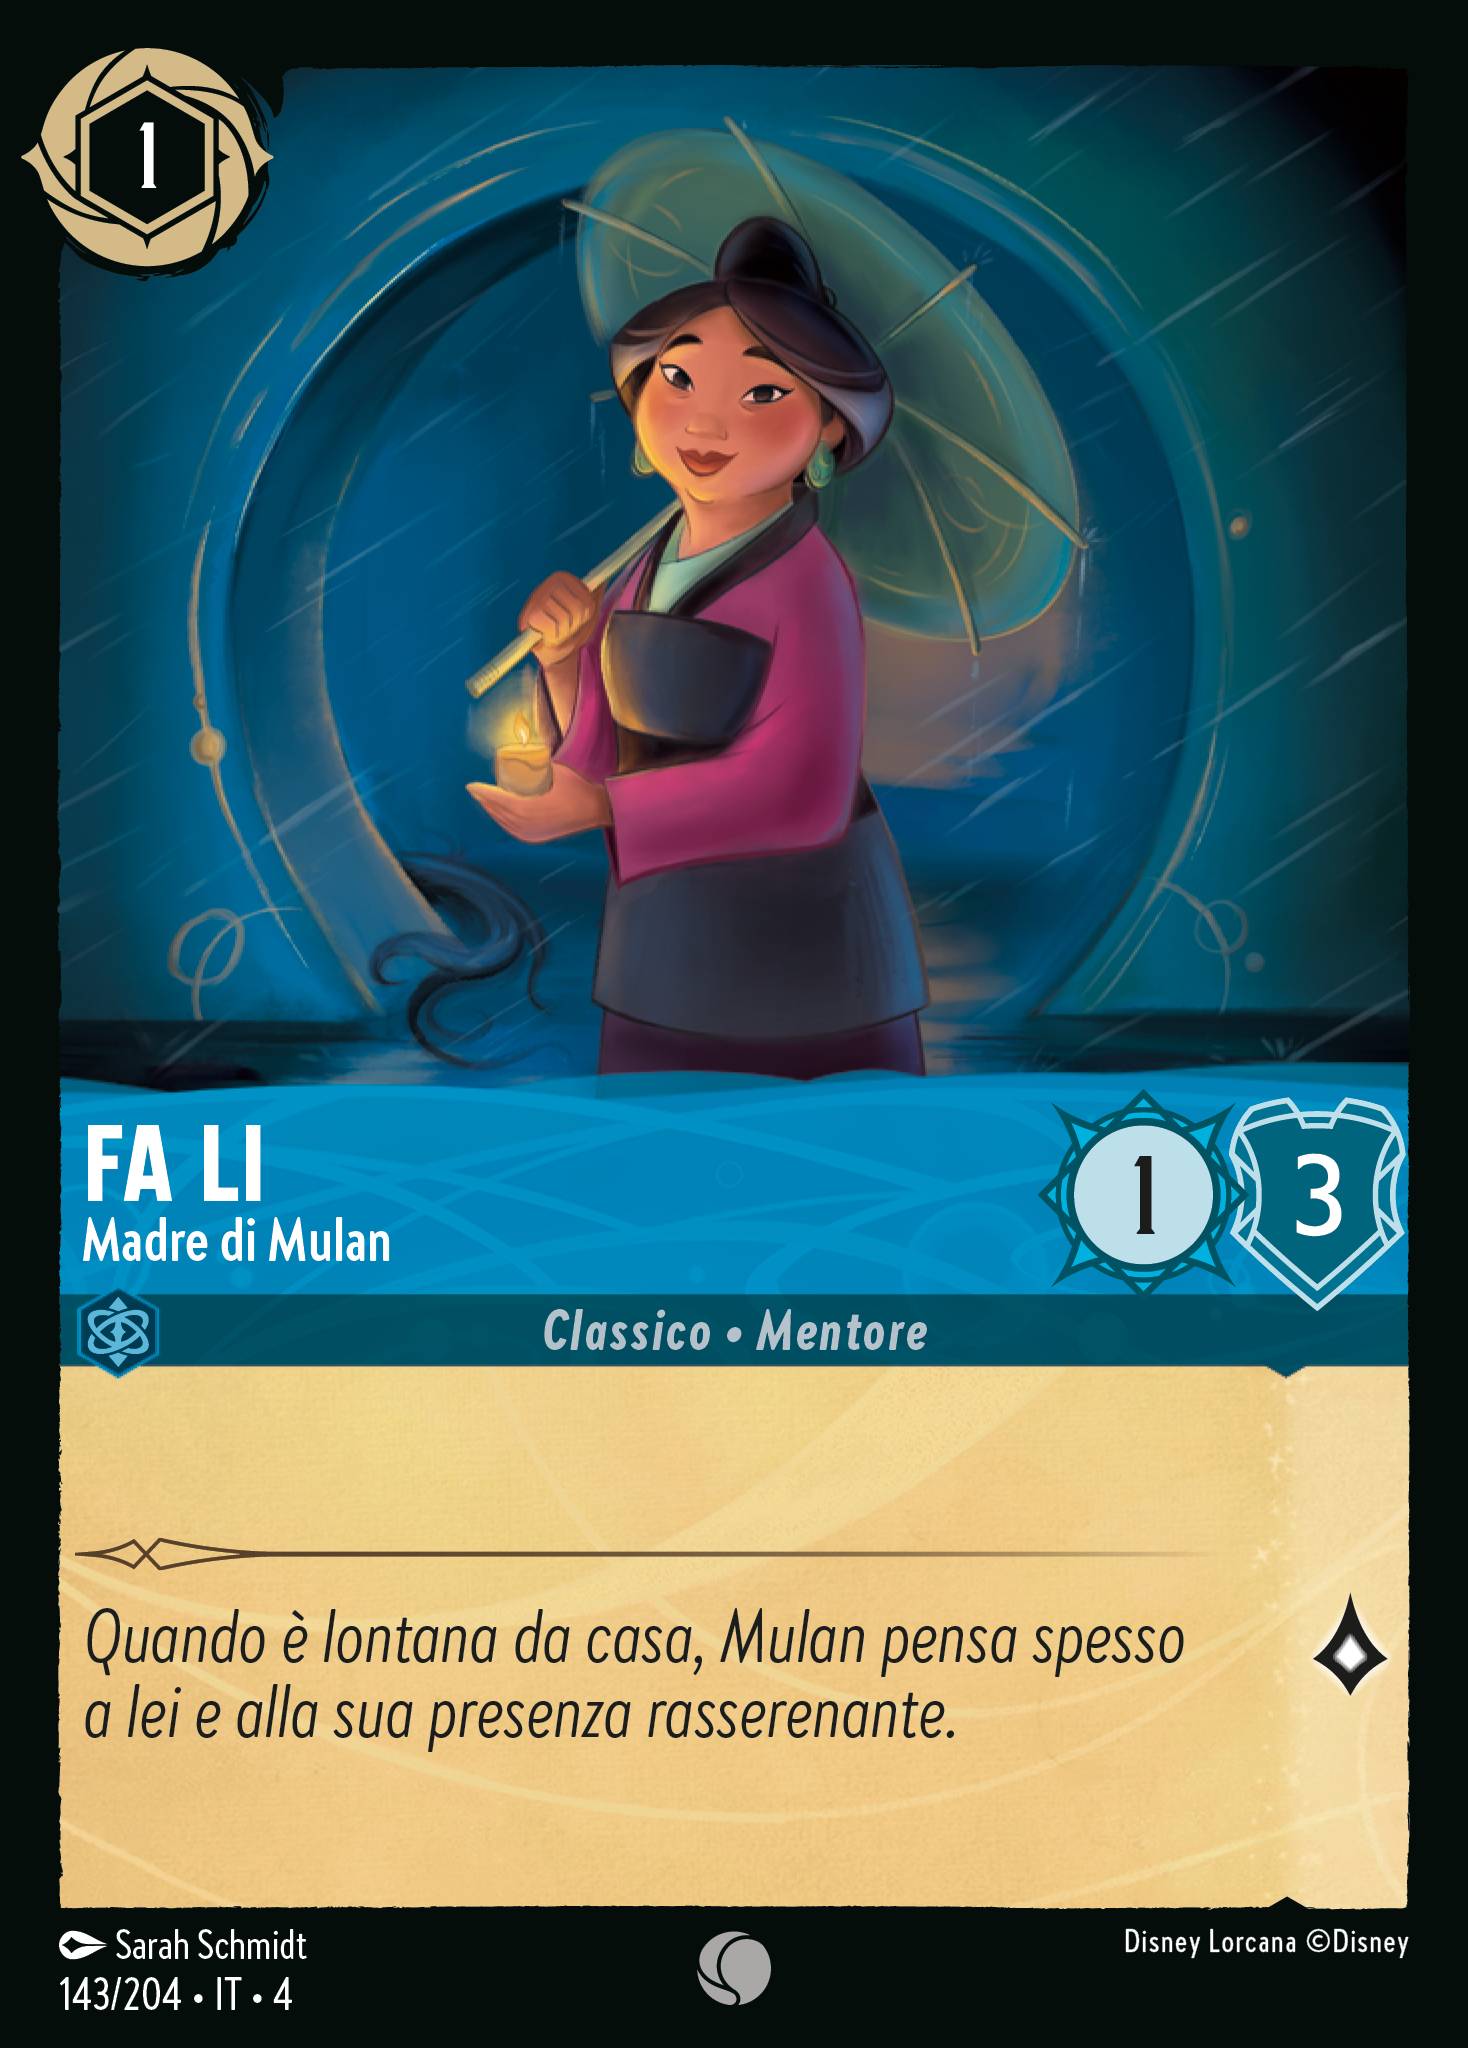 1
FA LI
Madre di Mulan
1
3
Classico • Mentore
Quando è lontana da casa, Mulan pensa spesso
a lei e alla sua presenza rasserenante.
Sarah Schmidt
143/204 • IT • 4
Disney Lorcana ©Disney